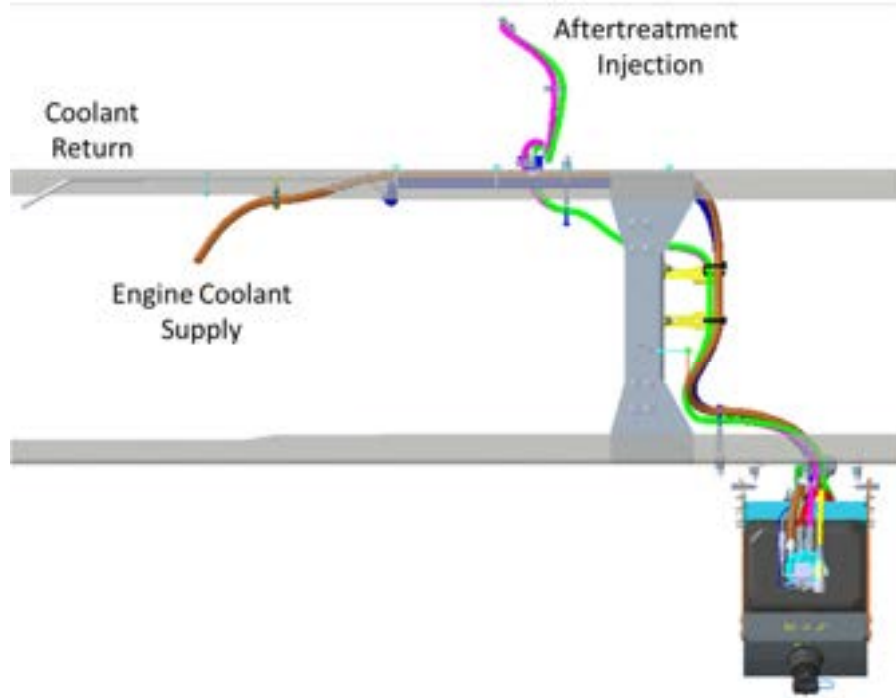 Aftertreatment
Injection
Coolant
Return
Engine Coolant
Supply